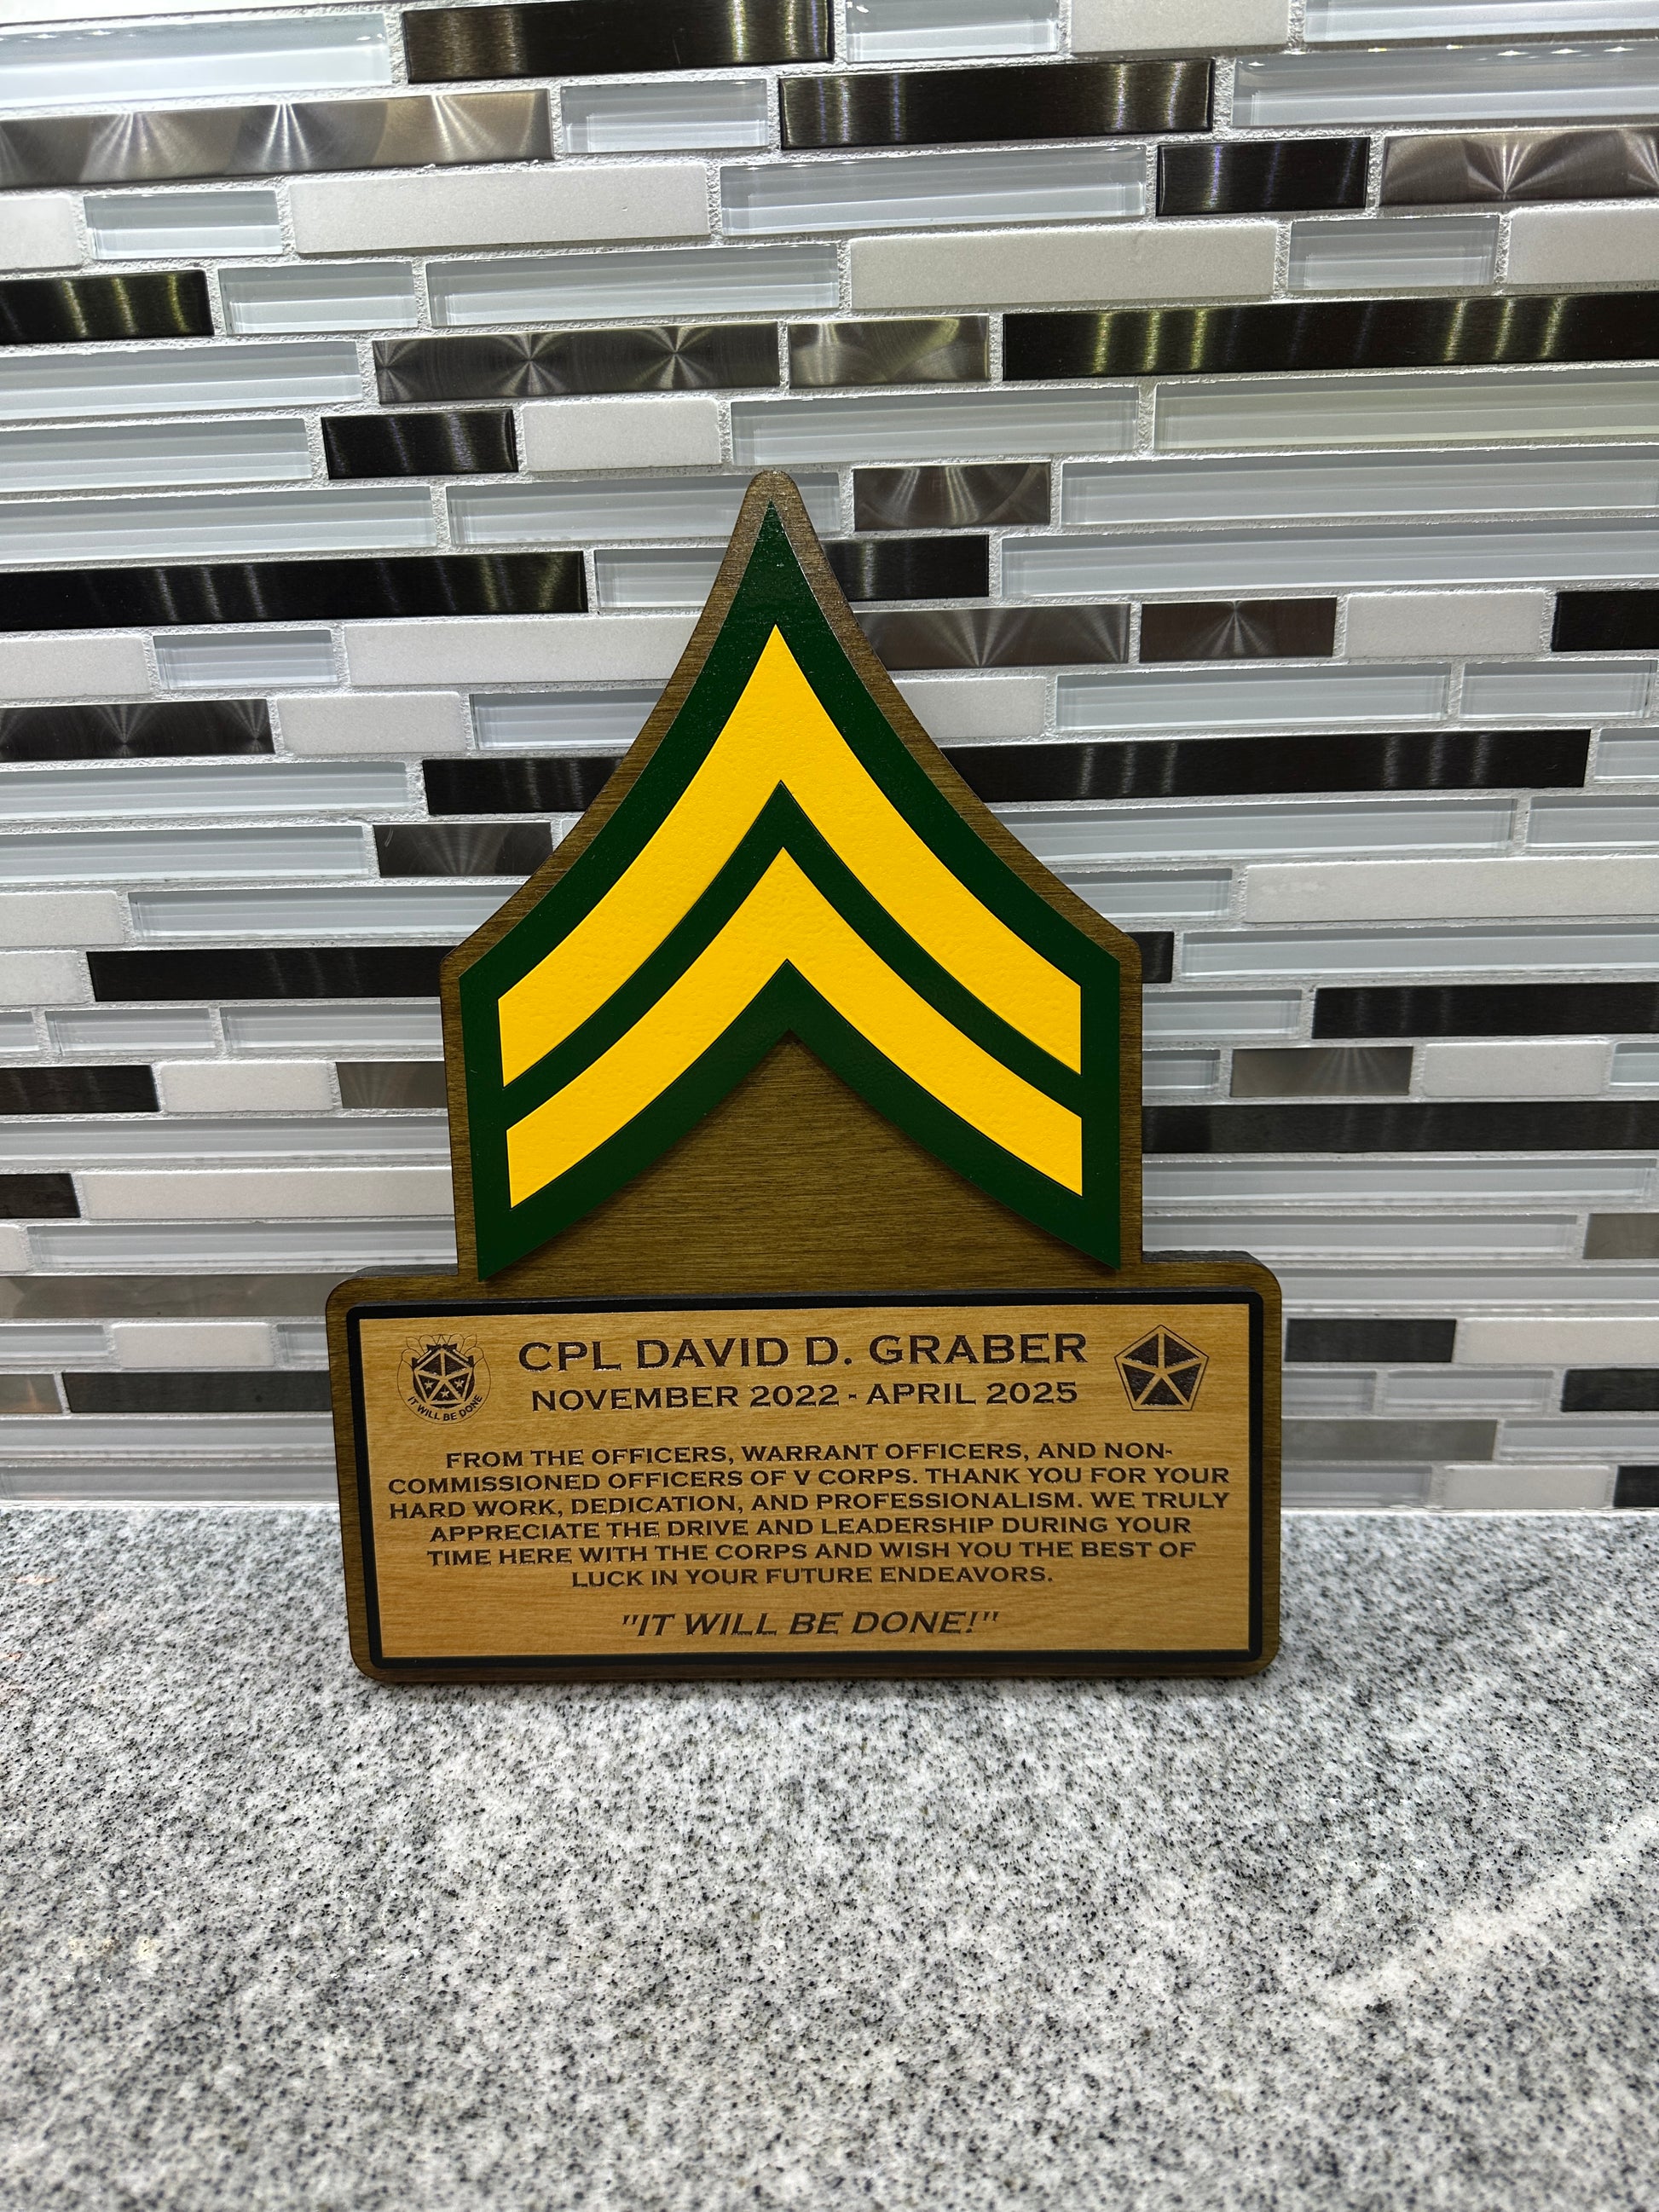 CPL DAVID D. GRABER
NOVEMBER 2022 - APRIL 2025
IT WILL BE DONE
FROM THE OFFICERS, WARRANT OFFICERS, AND NON-
COMMISSIONED OFFICERS OF V CORPS. THANK YOU FOR YOUR
HARD WORK, DEDICATION, AND PROFESSIONALISM. WE TRULY
APPRECIATE THE DRIVE AND LEADERSHIP DURING YOUR
TIME HERE WITH THE CORPS AND WISH YOU THE BEST OF
LUCK IN YOUR FUTURE ENDEAVORS.
"IT WILL BE DONE!"